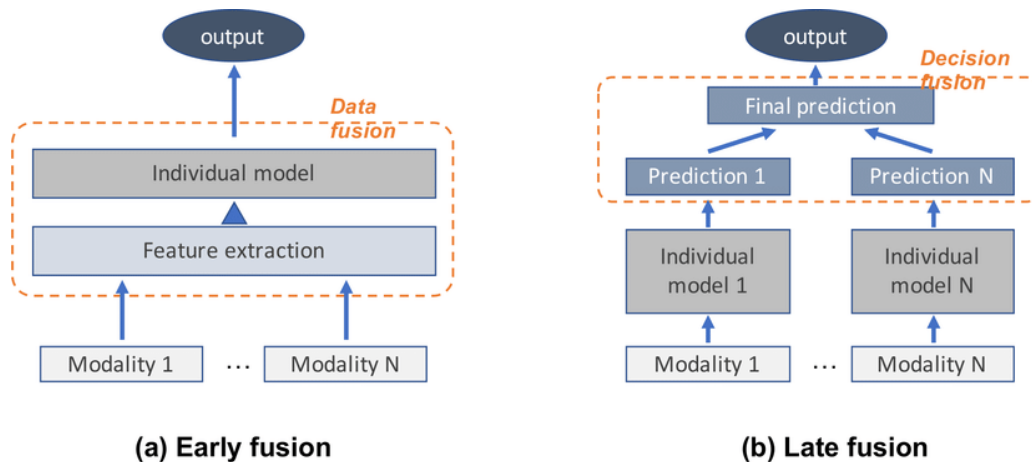 output
Data
fusion
Individual model
Feature extraction
Modality 1
...
Modality N
(a) Early fusion
output
Decision
fusion
Final prediction
Prediction 1
Prediction N
Individual
model 1
Individual
model N
Modality 1
...
Modality N
(b) Late fusion